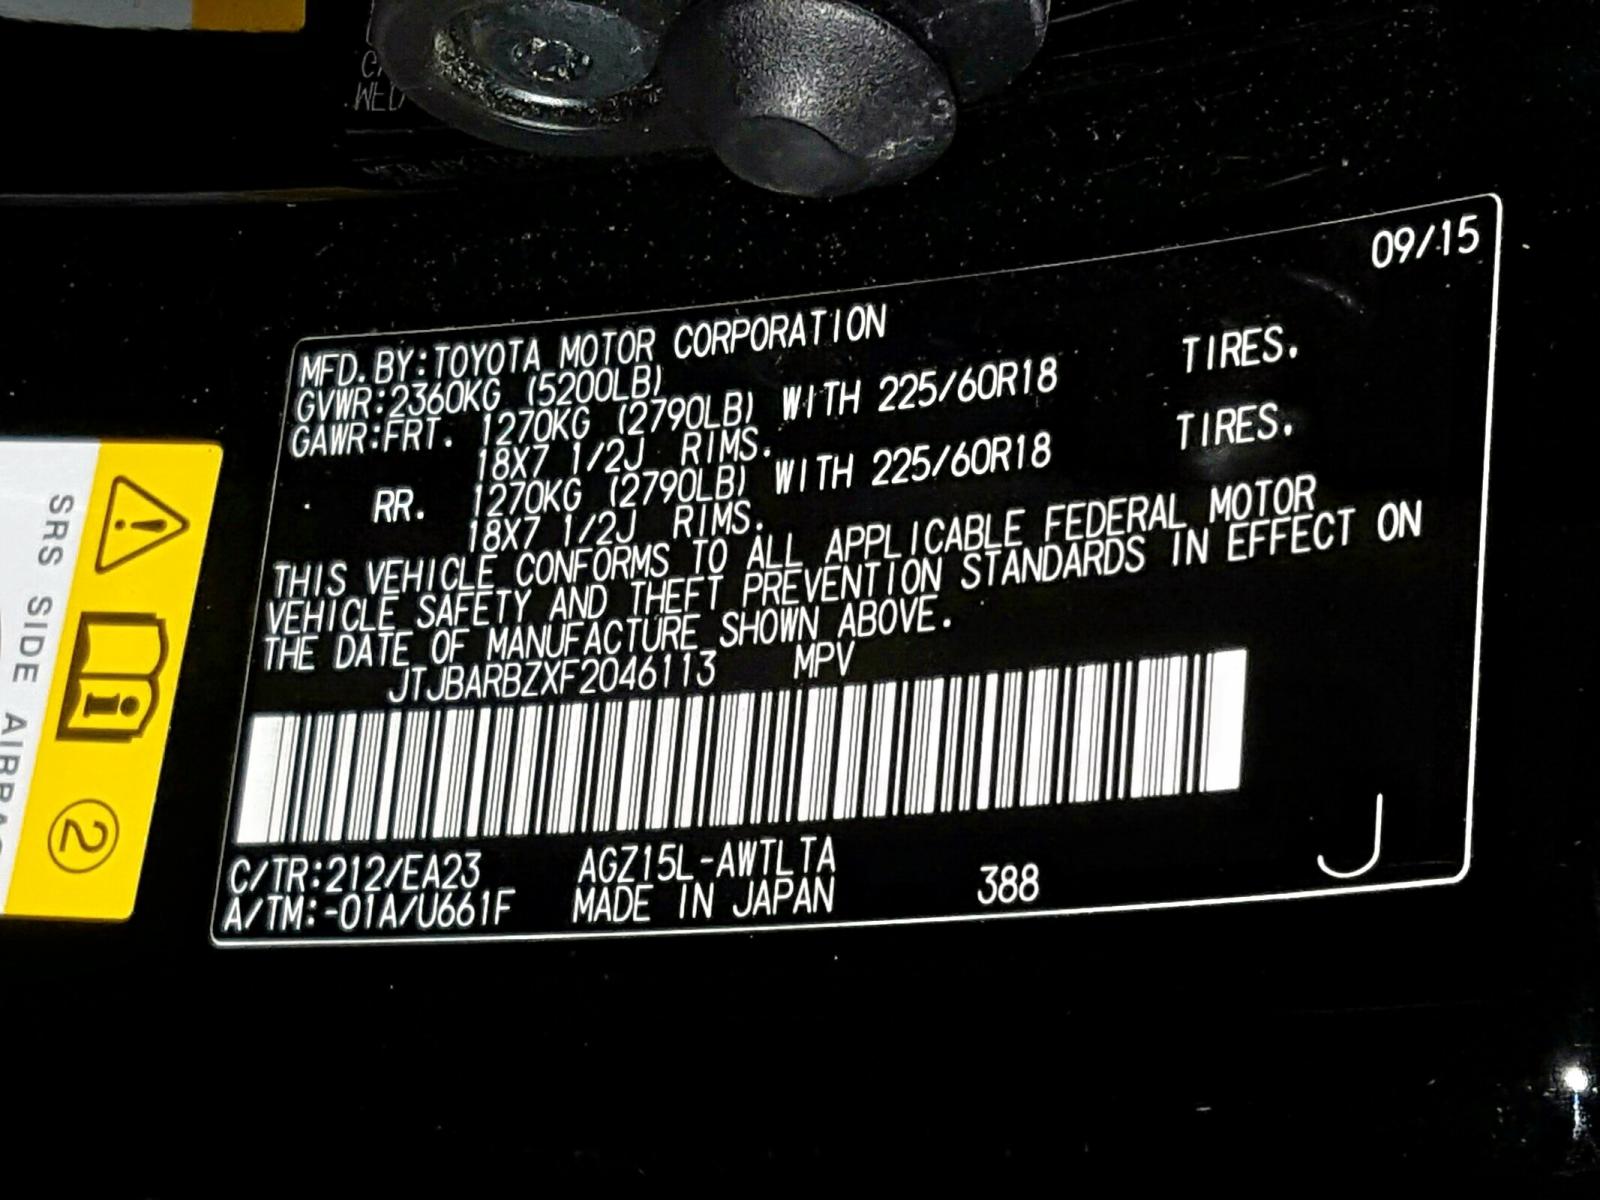 09/15
MFD.BY:TOYOTA MOTOR CORPORATION
GVWR:2360KG (5200LB)
GAWR:FRT. 1270KG (2790LB) WITH 225/60R18 TIRES.
18X7 1/2J RIMS.
RR. 1270KG (2790LB) WITH 225/60R18 TIRES.
18X7 1/2J RIMS.
THIS VEHICLE CONFORMS TO ALL APPLICABLE FEDERAL MOTOR
VEHICLE SAFETY AND THEFT PREVENTION STANDARDS IN EFFECT ON
THE DATE OF MANUFACTURE SHOWN ABOVE.
JTJBARBZXF2046113 MPV
C/TR:212/EA23 AGZ15L-AWTLTA
A/TM:-01A/U661F MADE IN JAPAN 388
J
SRS SIDE
2